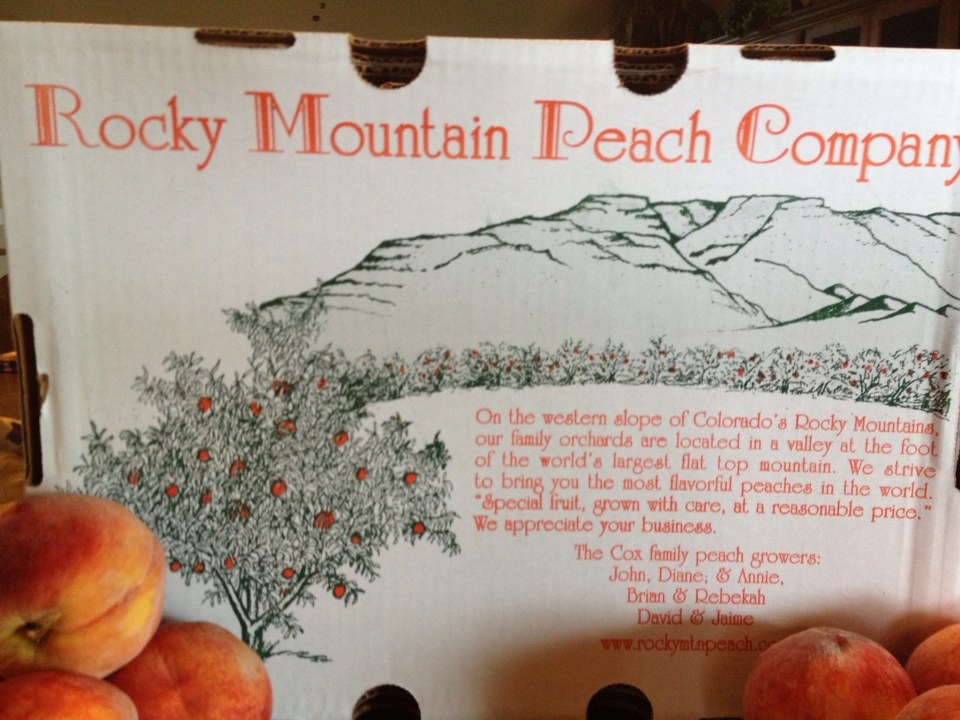 Rocky Mountain Peach Company
On the western slope of Colorado's Rocky Mountains,
our family orchards are located in a valley at the foot
of the world's largest flat top mountain. We strive
to bring you the most flavorful peaches in the world.
"Special fruit, grown with care, at a reasonable price."
We appreciate your business.
The Cox family peach growers:
John, Diane, & Annie,
Brian & Rebekah
David & Jaime
www.rockymtnpeach.c